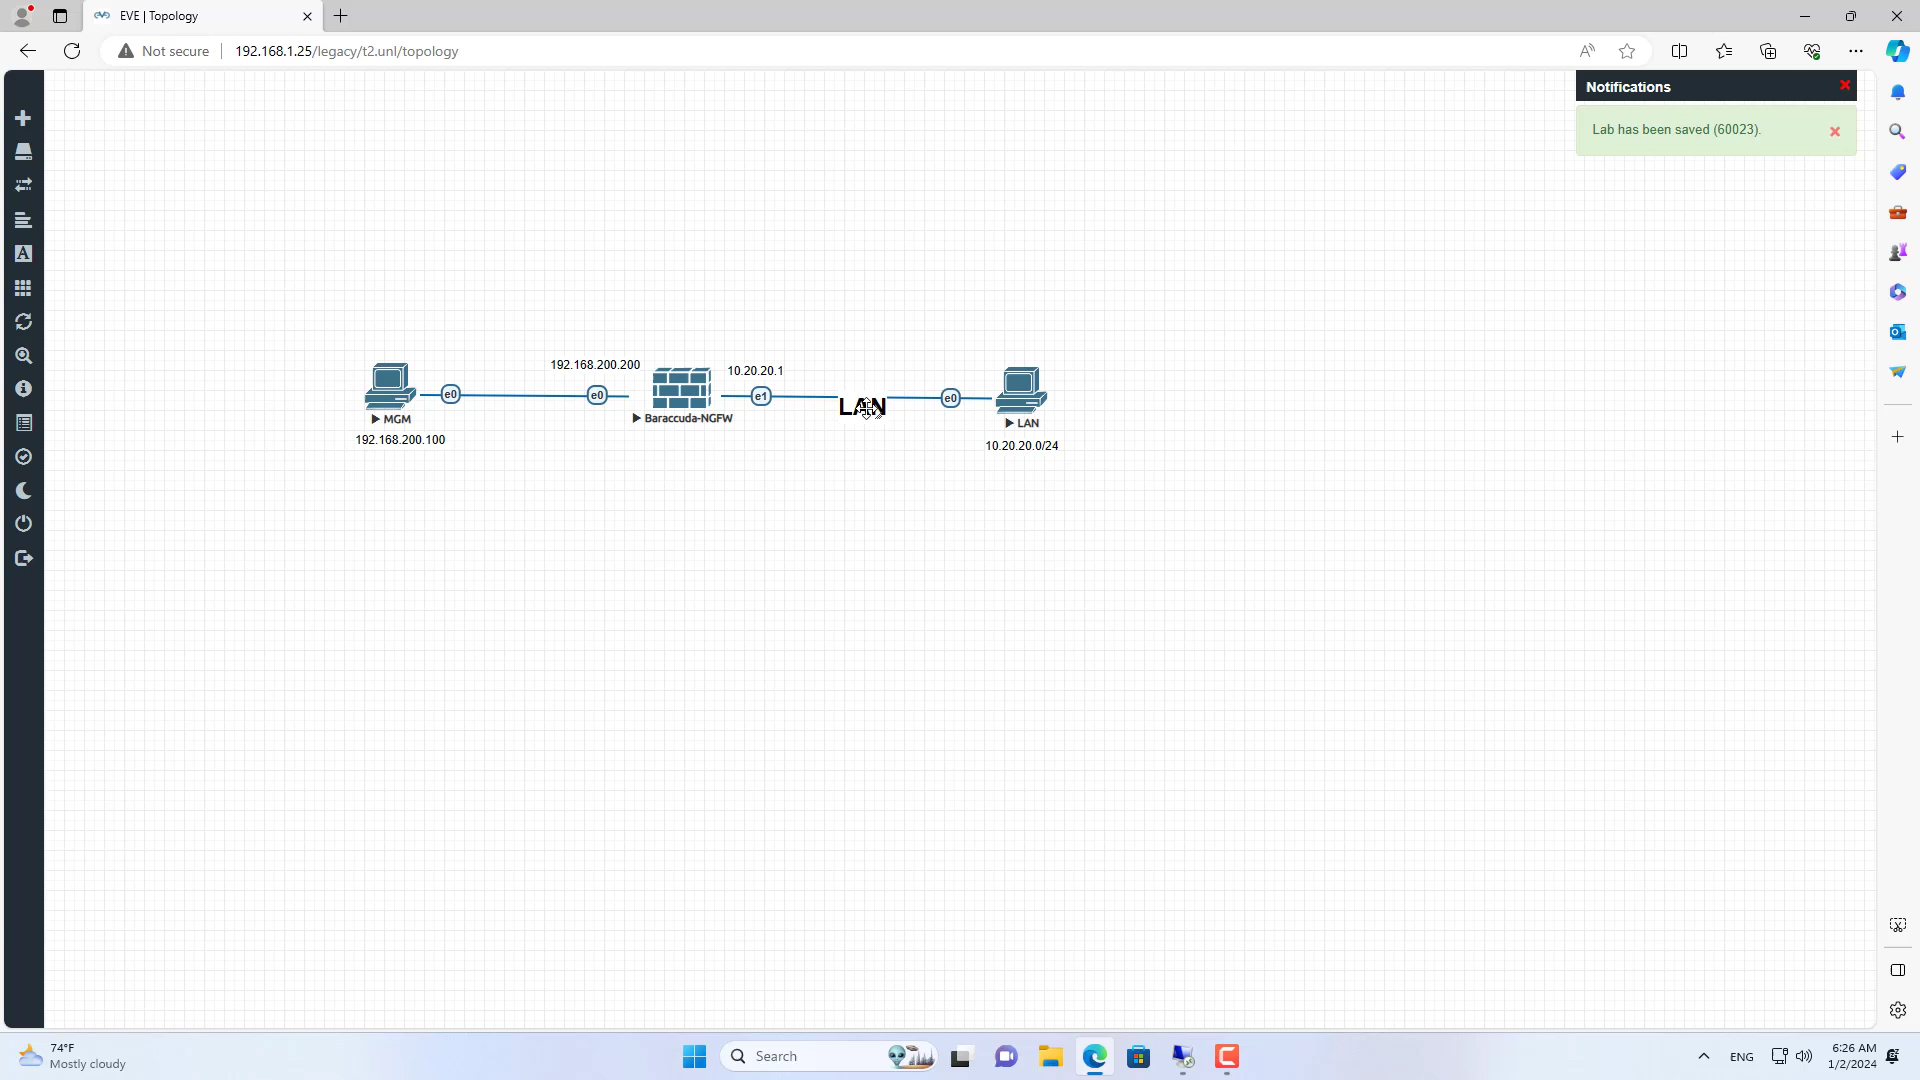 EVE | Topology
Not secure
192.168.1.25/legacy/t2.unl/topology
Notifications
Lab has been saved (60023).
192.168.200.200
10.20.20.1
e0
e0
e1
LAN
e0
MGM
Baraccuda-NGFW
LAN
192.168.200.100
10.20.20.0/24
74°F
Mostly cloudy
Search
ENG
6:26 AM
1/2/2024